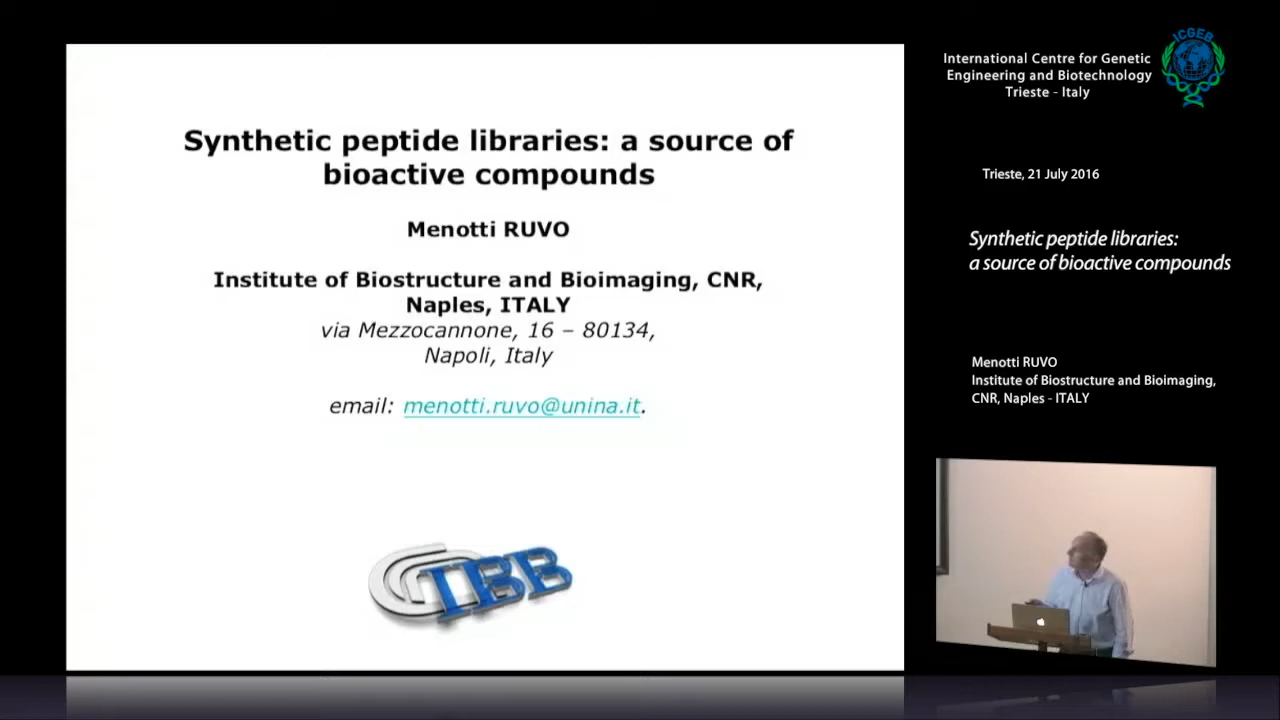 Synthetic peptide libraries: a source of
bioactive compounds
Menotti RUVO
Institute of Biostructure and Bioimaging, CNR,
Naples, ITALY
via Mezzocannone, 16 – 80134,
Napoli, Italy
email: menotti.ruvo@unina.it.
IBB
International Centre for Genetic
Engineering and Biotechnology
Trieste - Italy
ICGEB
Trieste, 21 July 2016
Synthetic peptide libraries:
a source of bioactive compounds
Menotti RUVO
Institute of Biostructure and Bioimaging,
CNR, Naples - ITALY